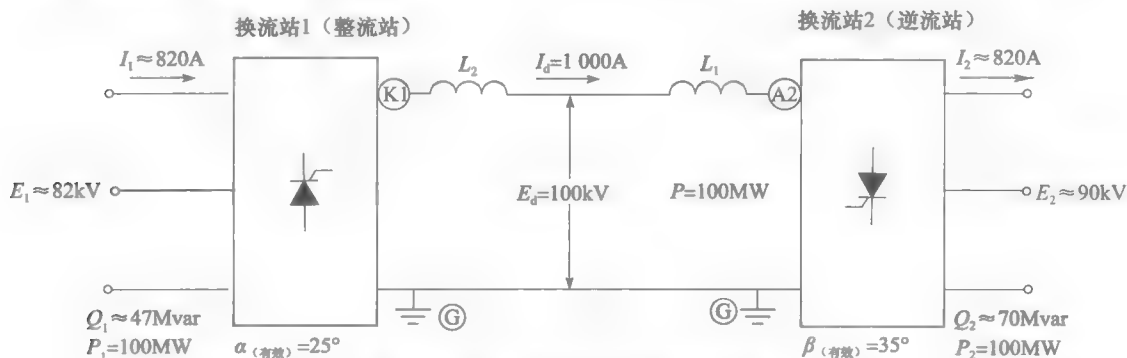 换流站1（整流站）
换流站2（逆流站）
I₁≈820A
L₂
I_d=1 000A
L₁
I₂≈820A
K1
A2
E₁≈82kV
E_d=100kV
P=100MW
E₂≈90kV
G
G
Q₁≈47Mvar
P₁=100MW
α（有效）=25°
β（有效）=35°
Q₂≈70Mvar
P₂=100MW